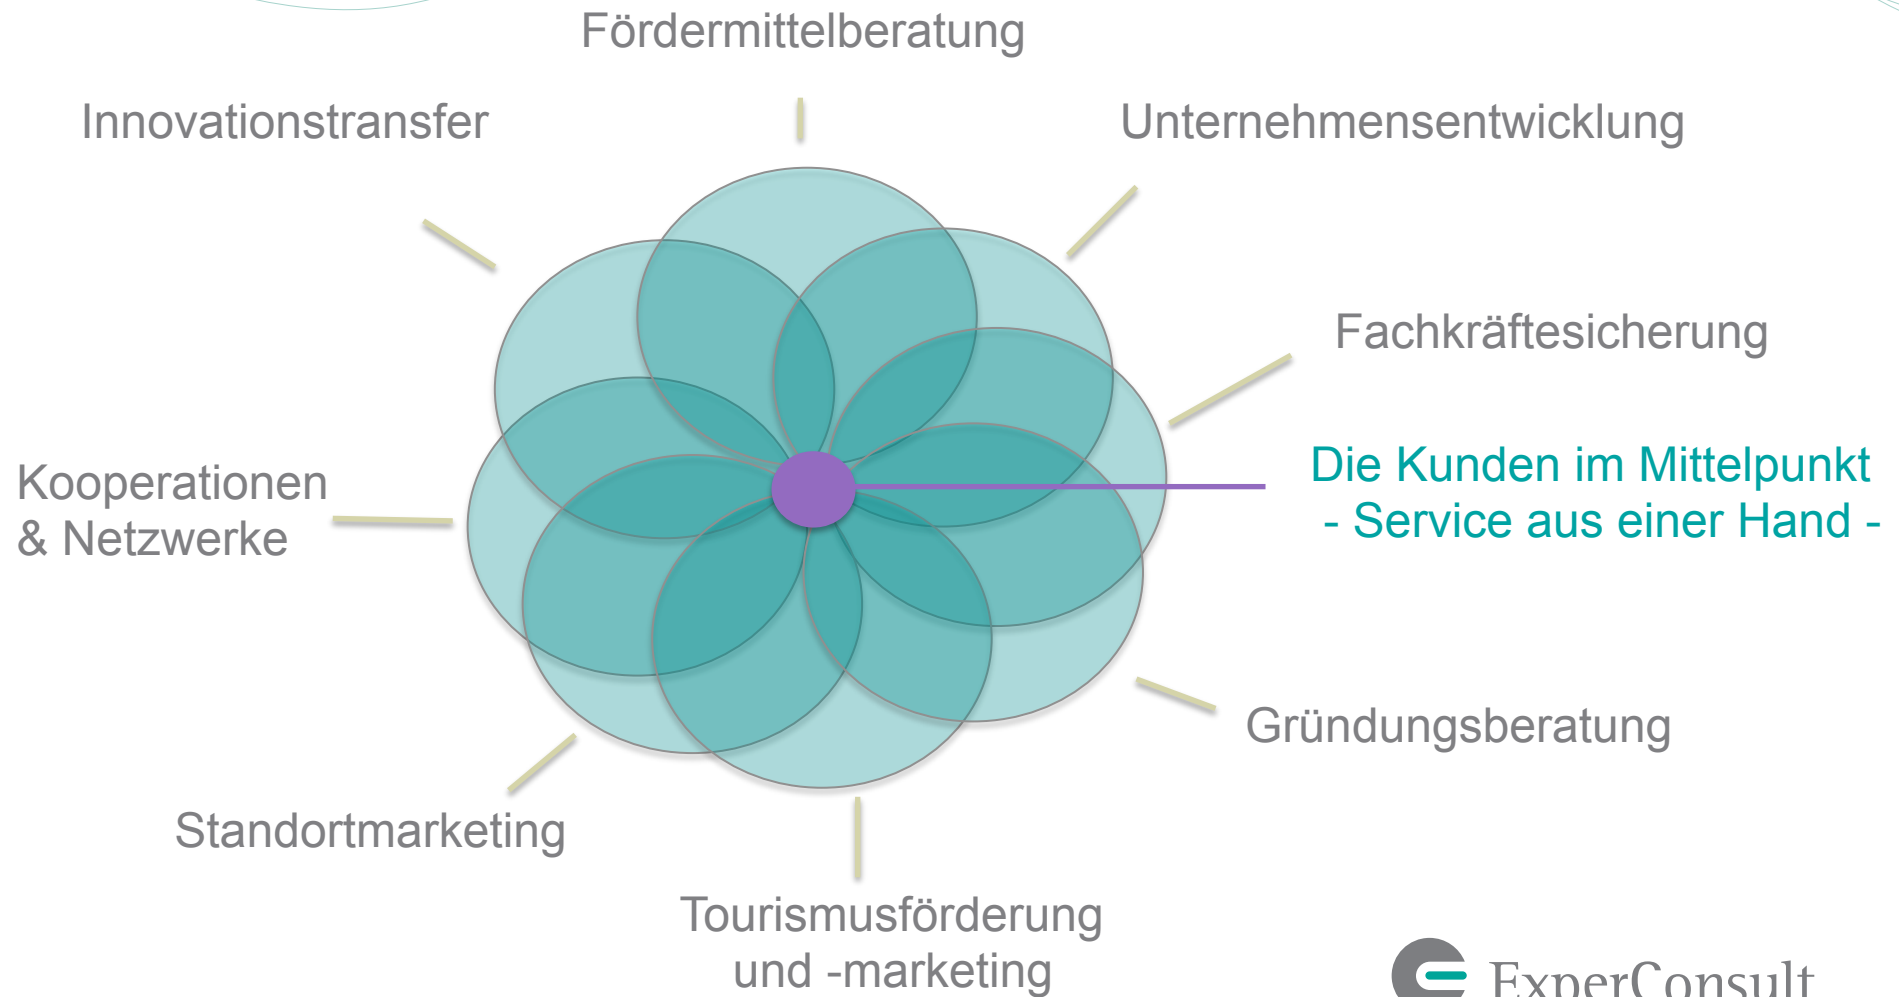 Fördermittelberatung
Innovationstransfer
Unternehmensentwicklung
Fachkräftesicherung
Die Kunden im Mittelpunkt
- Service aus einer Hand -
Kooperationen
& Netzwerke
Gründungsberatung
Standortmarketing
Tourismusförderung
und -marketing
ExperConsult